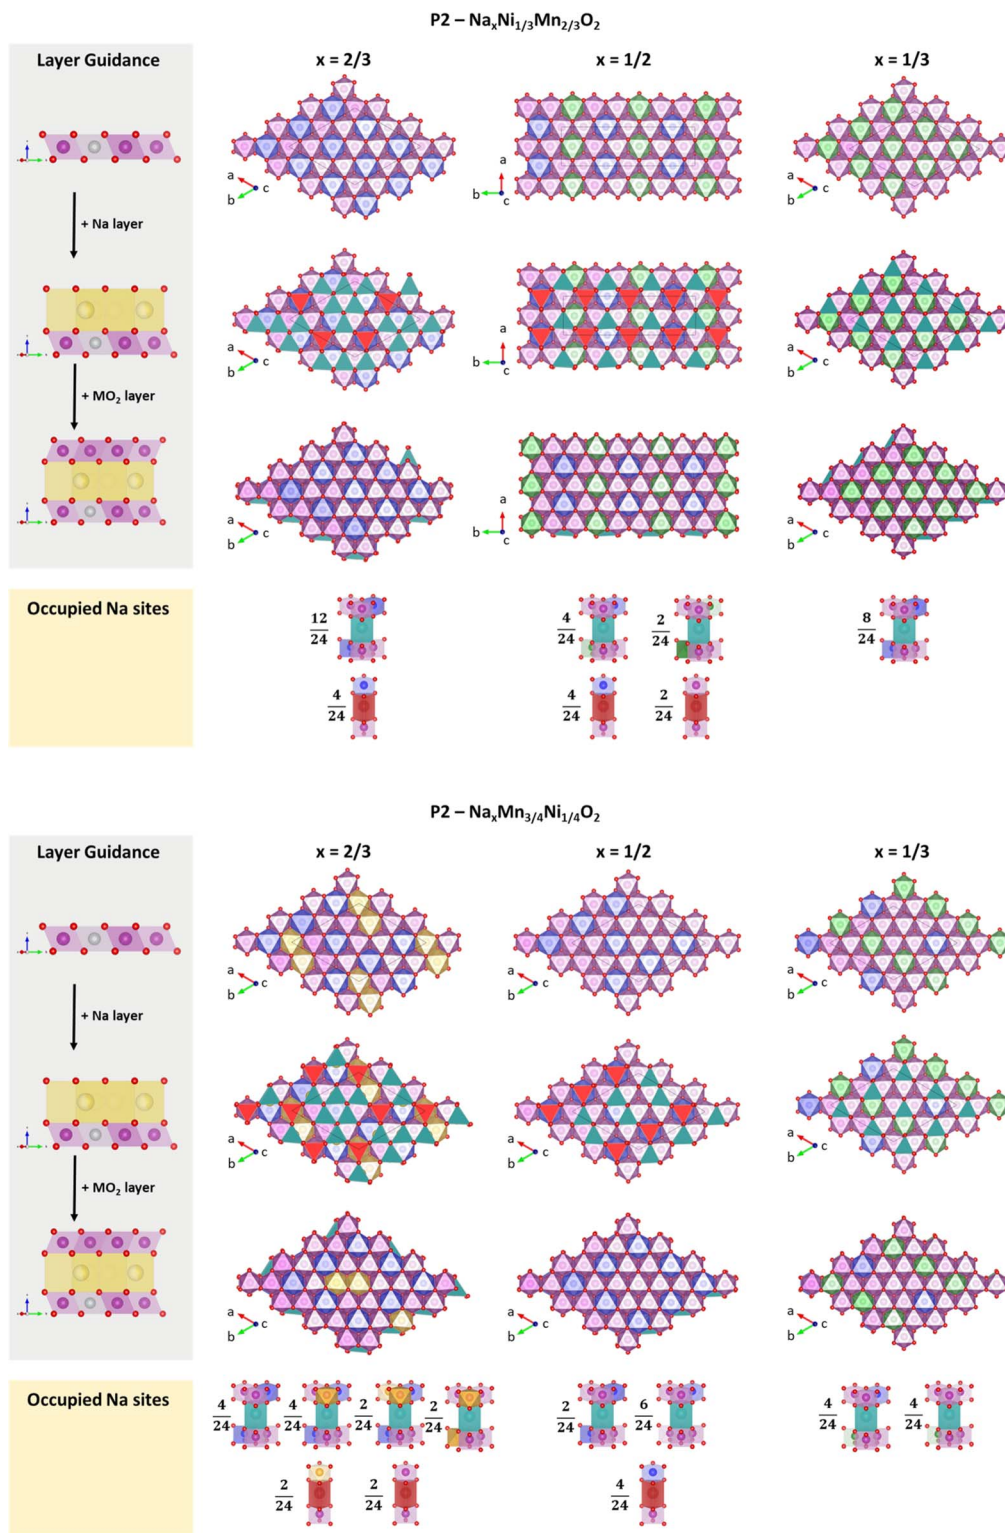 P2 – NaₓNi₁/₃Mn₂/₃O₂
Layer Guidance
x = 2/3
x = 1/2
x = 1/3
a
b
c
a
b
c
a
b
c
+ Na layer
a
b
c
a
b
c
a
b
c
+ MO₂ layer
a
b
c
a
b
c
a
b
c
Occupied Na sites
12/24
4/24
2/24
8/24
4/24
4/24
2/24
P2 – NaₓMn₃/₄Ni₁/₄O₂
Layer Guidance
x = 2/3
x = 1/2
x = 1/3
a
b
c
a
b
c
a
b
c
+ Na layer
a
b
c
a
b
c
a
b
c
+ MO₂ layer
a
b
c
a
b
c
a
b
c
Occupied Na sites
4/24
4/24
2/24
2/24
2/24
6/24
4/24
4/24
2/24
2/24
4/24